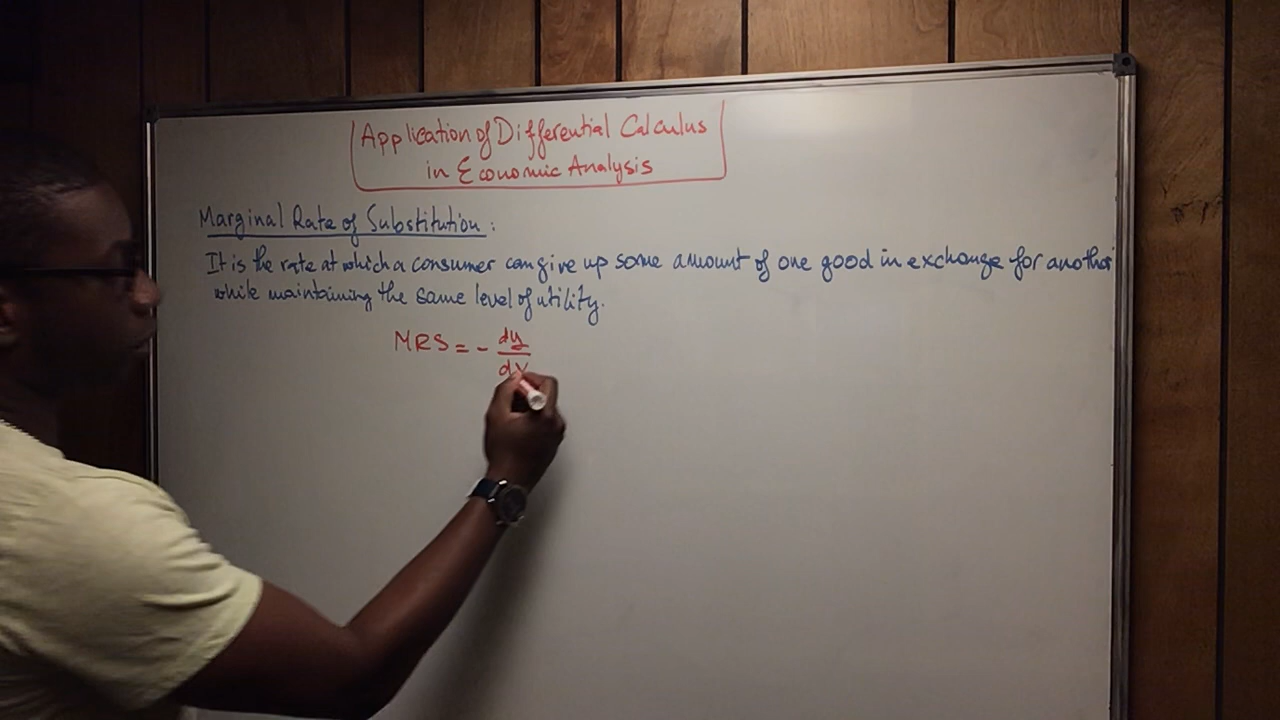 Application of Differential Calculus
in Economic Analysis
Marginal Rate of Substitution:
It is the rate at which a consumer can give up some amount of one good in exchange for another
while maintaining the same level of utility.
MRS = - dy
dx